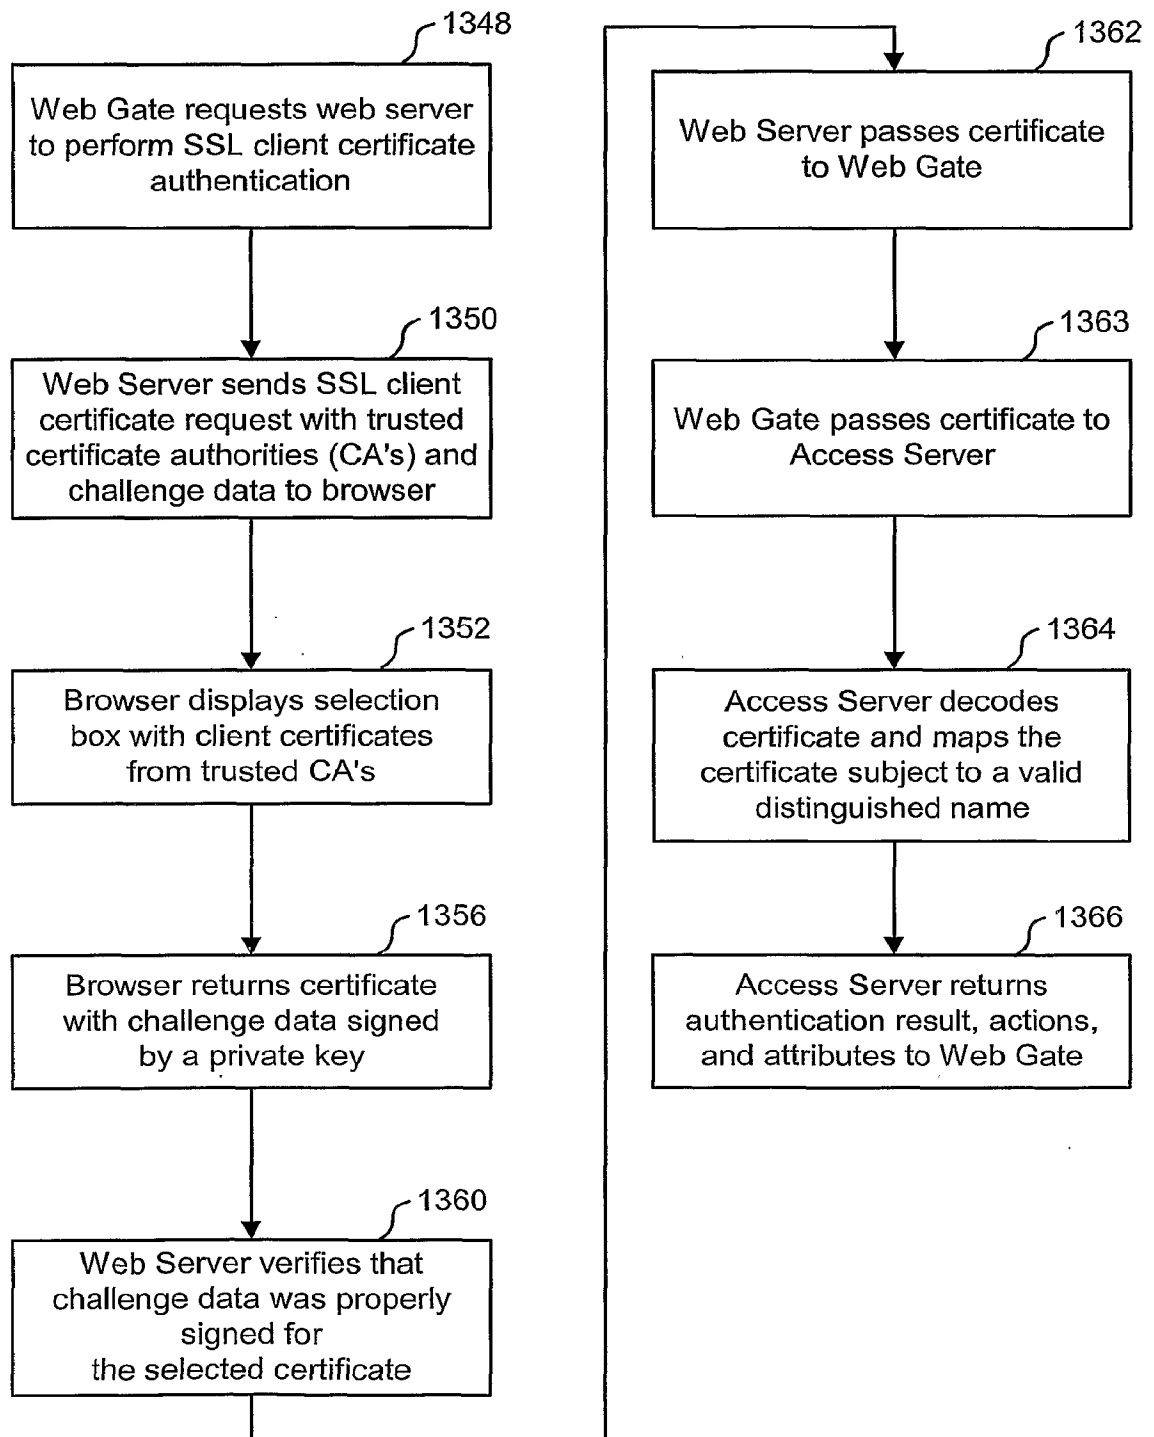 1348
Web Gate requests web server
to perform SSL client certificate
authentication
1350
Web Server sends SSL client
certificate request with trusted
certificate authorities (CA's) and
challenge data to browser
1352
Browser displays selection
box with client certificates
from trusted CA's
1356
Browser returns certificate
with challenge data signed
by a private key
1360
Web Server verifies that
challenge data was properly
signed for
the selected certificate
1362
Web Server passes certificate
to Web Gate
1363
Web Gate passes certificate to
Access Server
1364
Access Server decodes
certificate and maps the
certificate subject to a valid
distinguished name
1366
Access Server returns
authentication result, actions,
and attributes to Web Gate